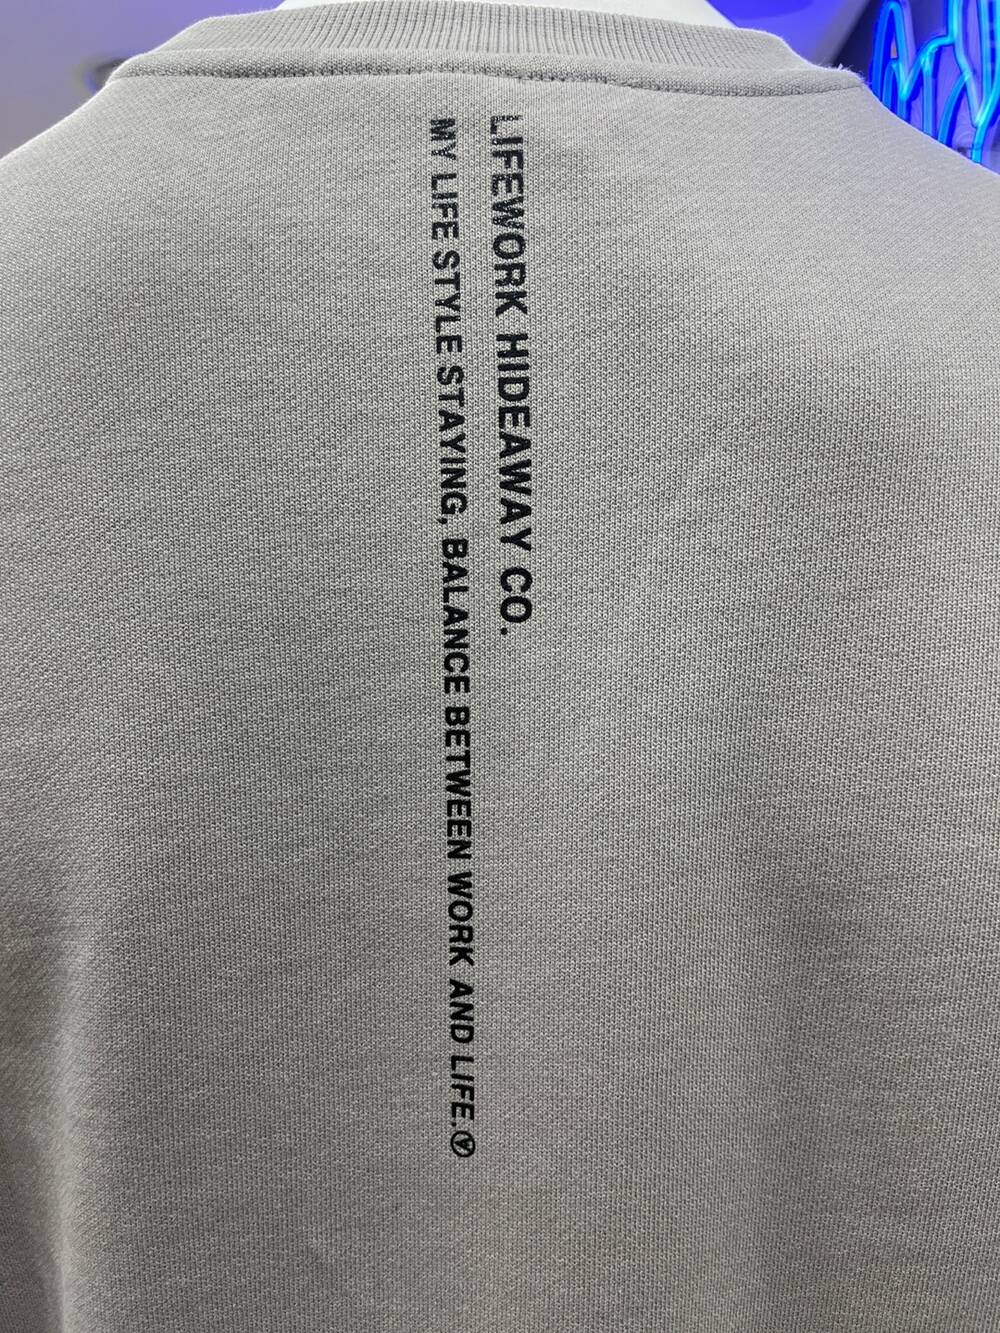 LIFEWORK HIDEAWAY CO.
MY LIFE STYLE STAYING, BALANCE BETWEEN WORK AND LIFE.